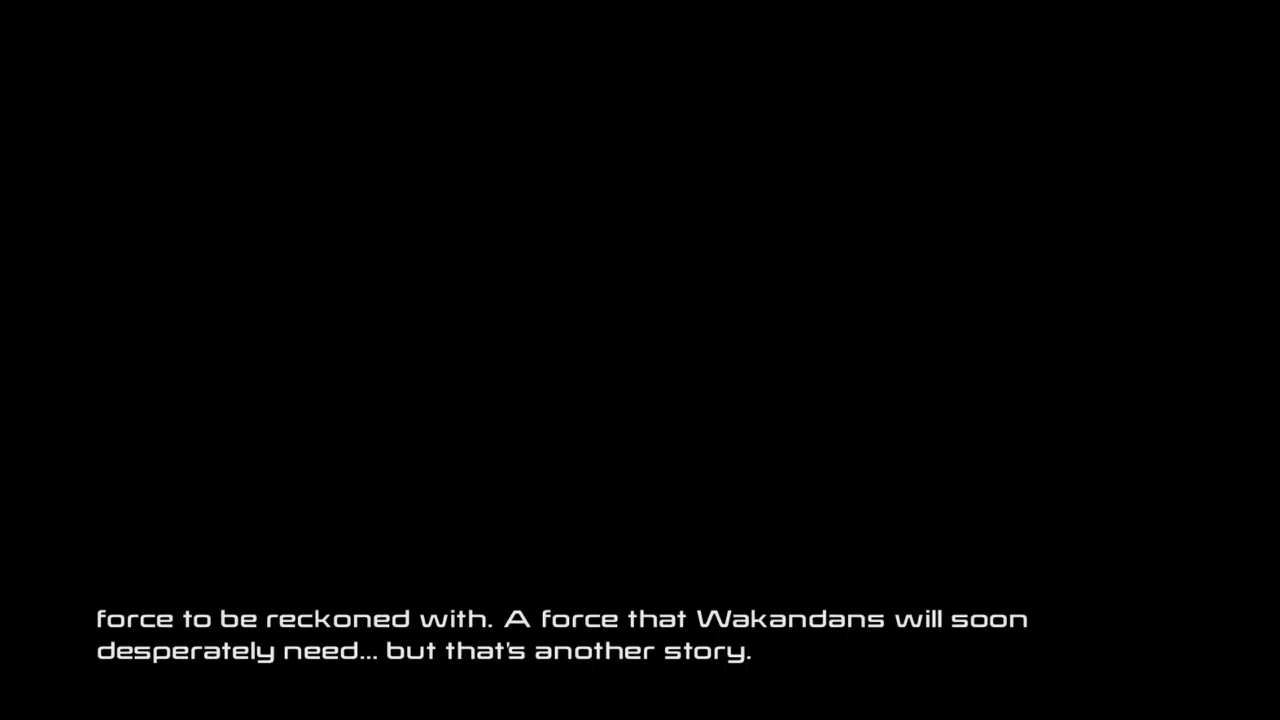 force to be reckoned with. A force that Wakandans will soon
desperately need... but that's another story.